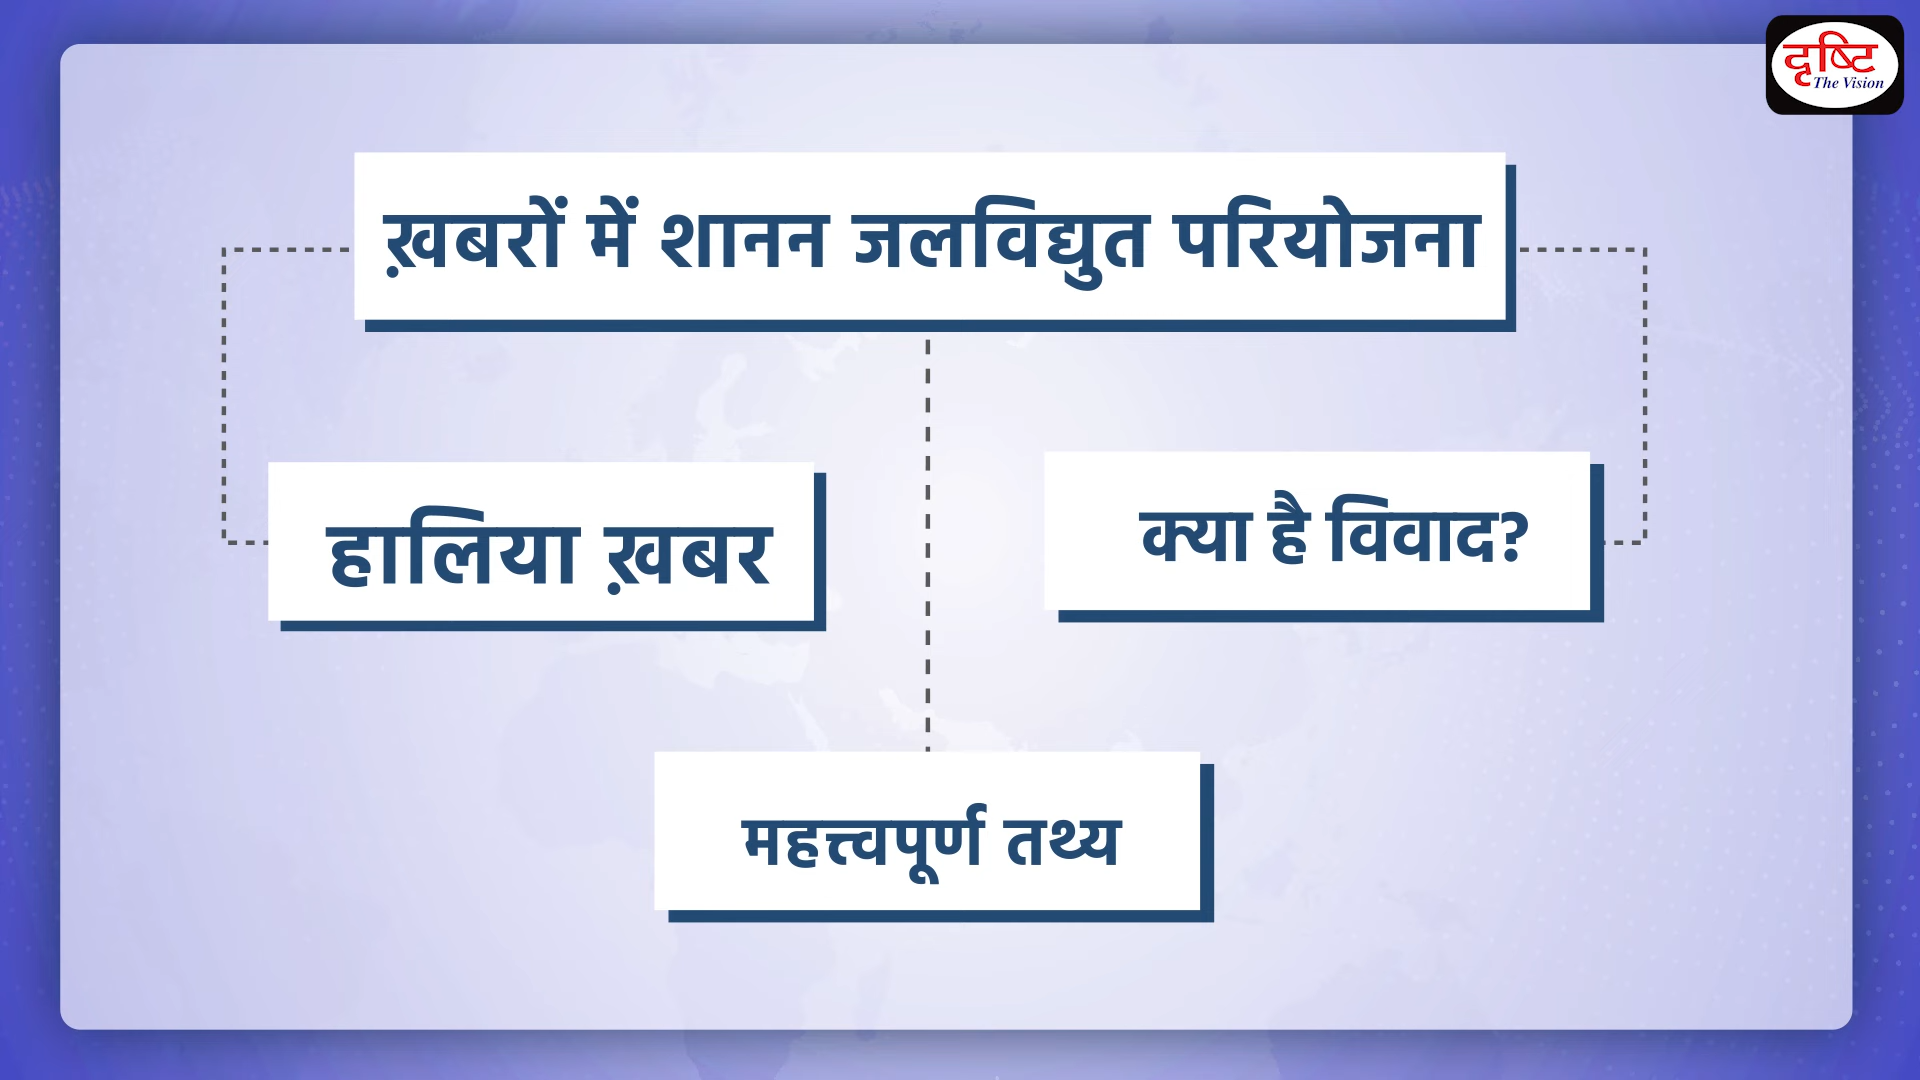 दृष्टि
The Vision
ख़बरों में शानन जलविद्युत परियोजना
हालिया ख़बर
क्या है विवाद?
महत्त्वपूर्ण तथ्य